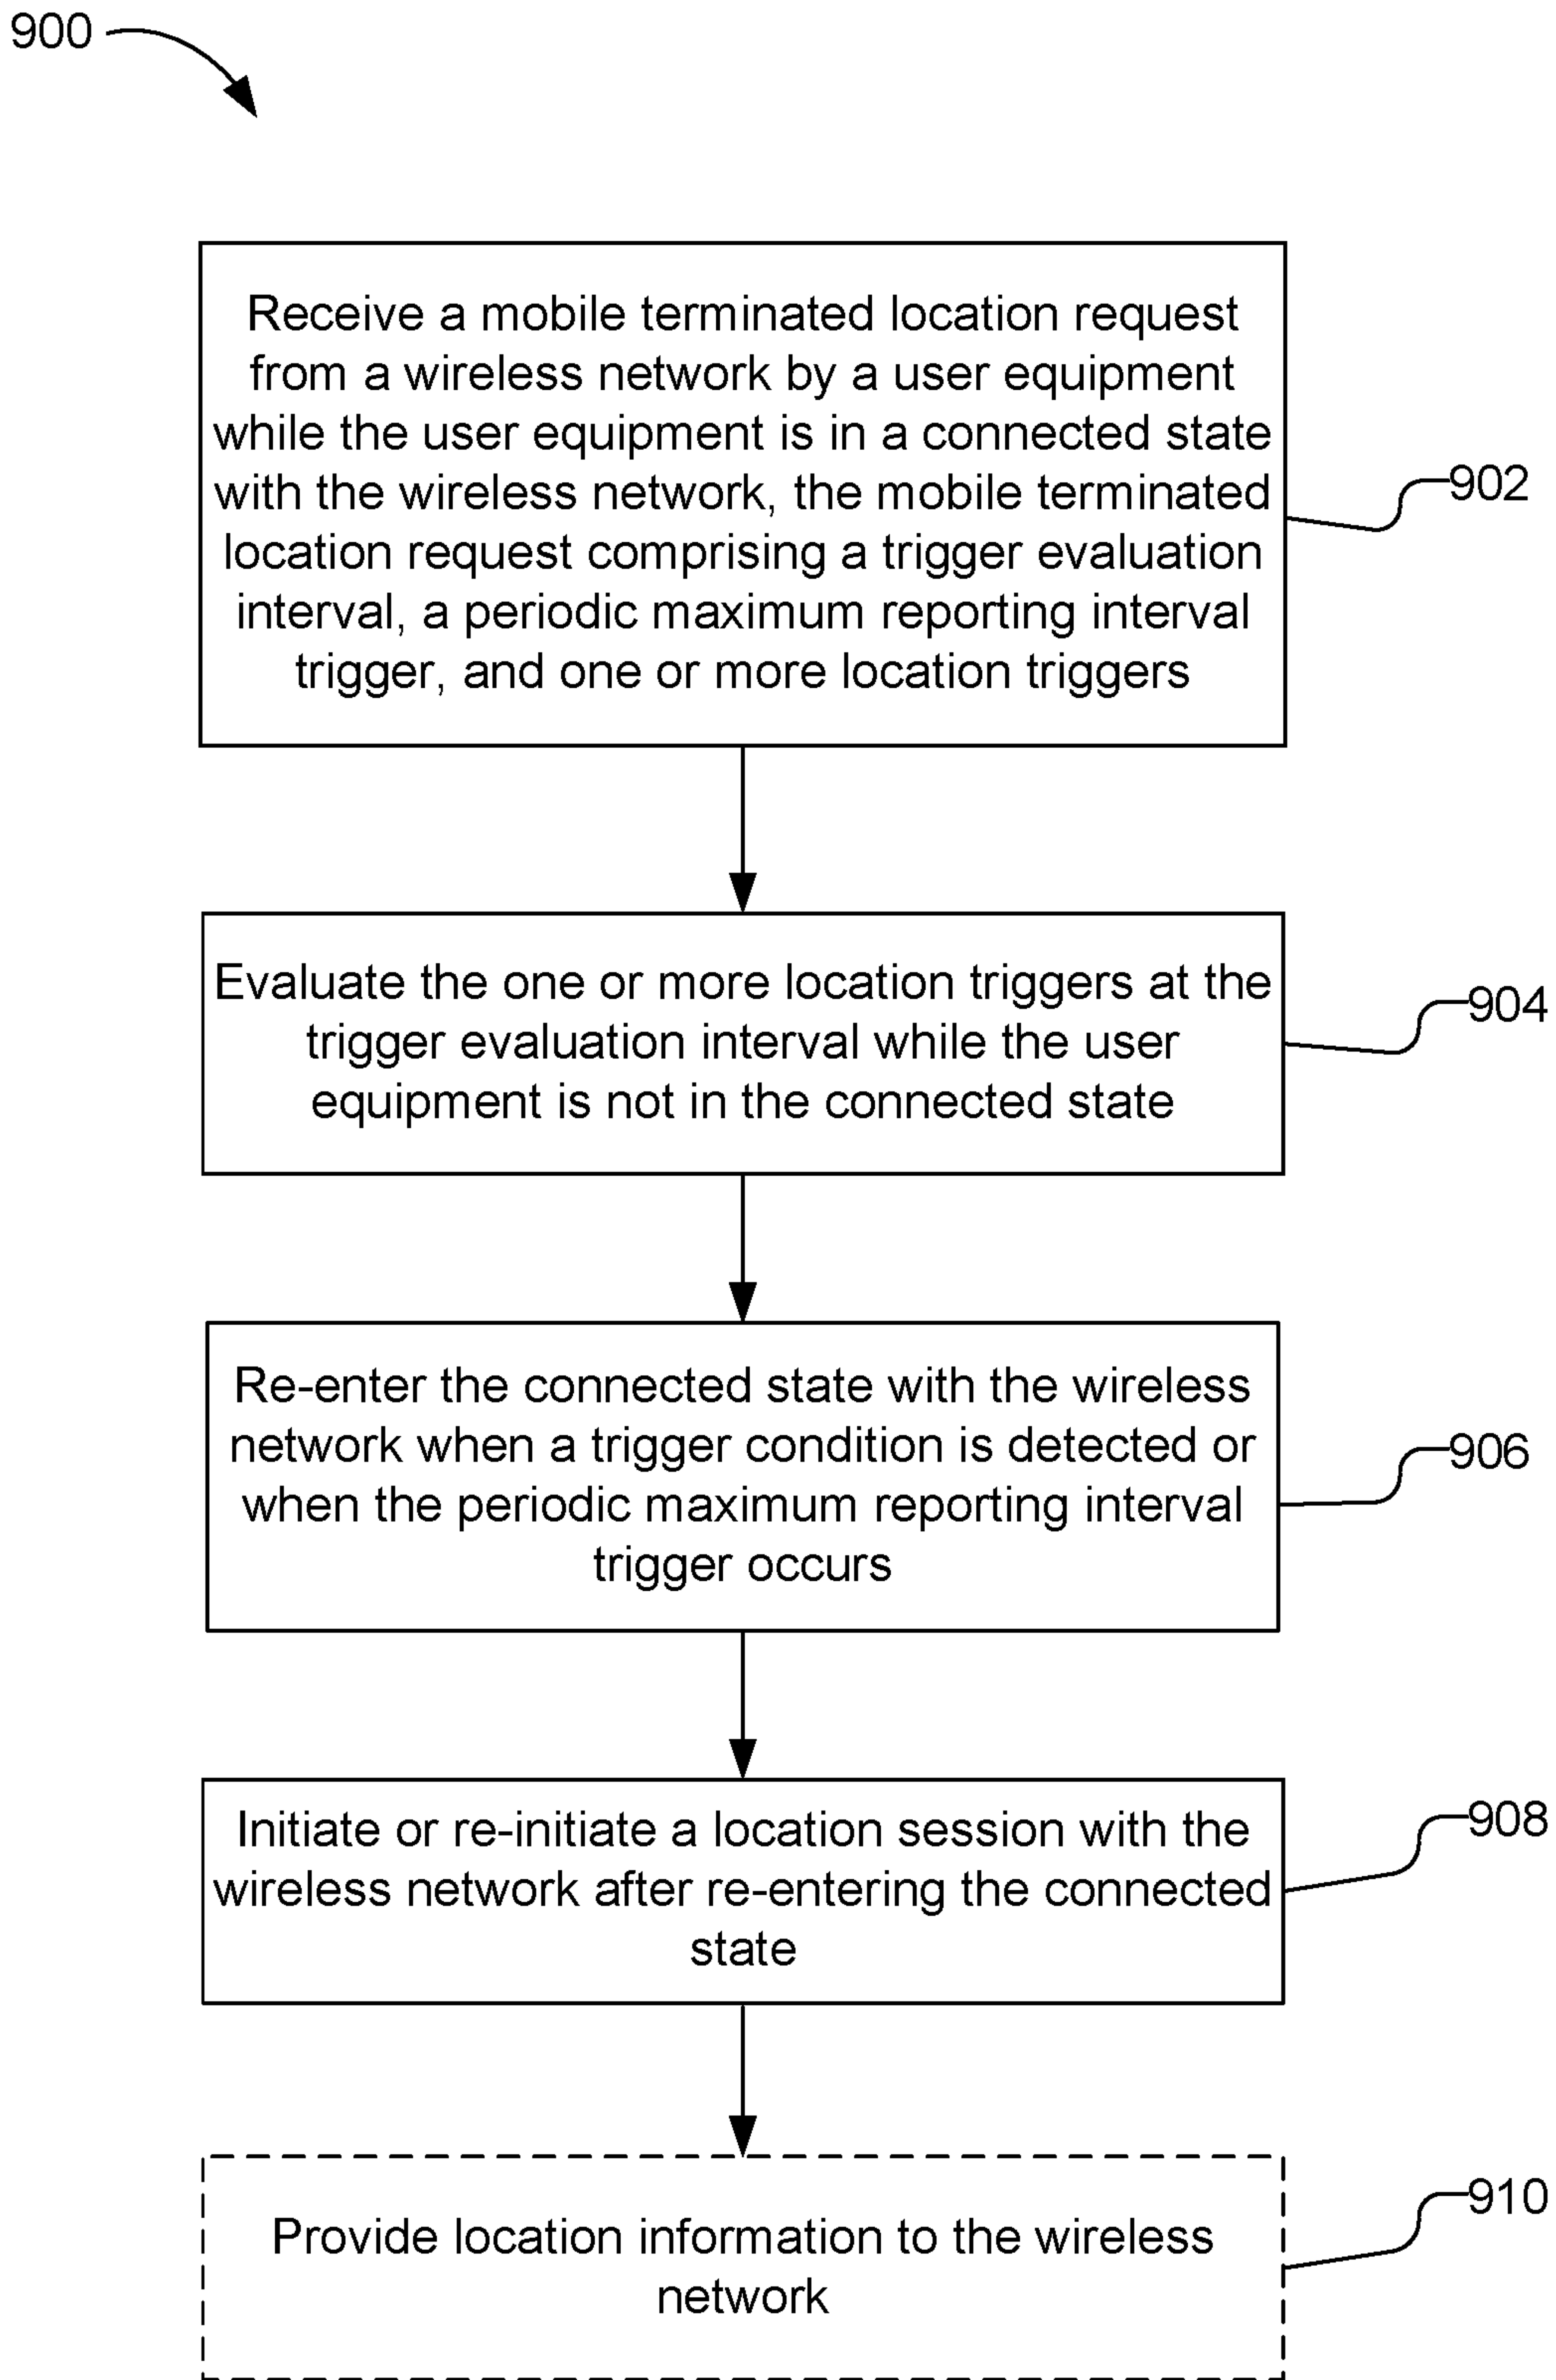 900
Receive a mobile terminated location request
from a wireless network by a user equipment
while the user equipment is in a connected state
with the wireless network, the mobile terminated
location request comprising a trigger evaluation
interval, a periodic maximum reporting interval
trigger, and one or more location triggers
902
Evaluate the one or more location triggers at the
trigger evaluation interval while the user
equipment is not in the connected state
904
Re-enter the connected state with the wireless
network when a trigger condition is detected or
when the periodic maximum reporting interval
trigger occurs
906
Initiate or re-initiate a location session with the
wireless network after re-entering the connected
state
908
Provide location information to the wireless
network
910